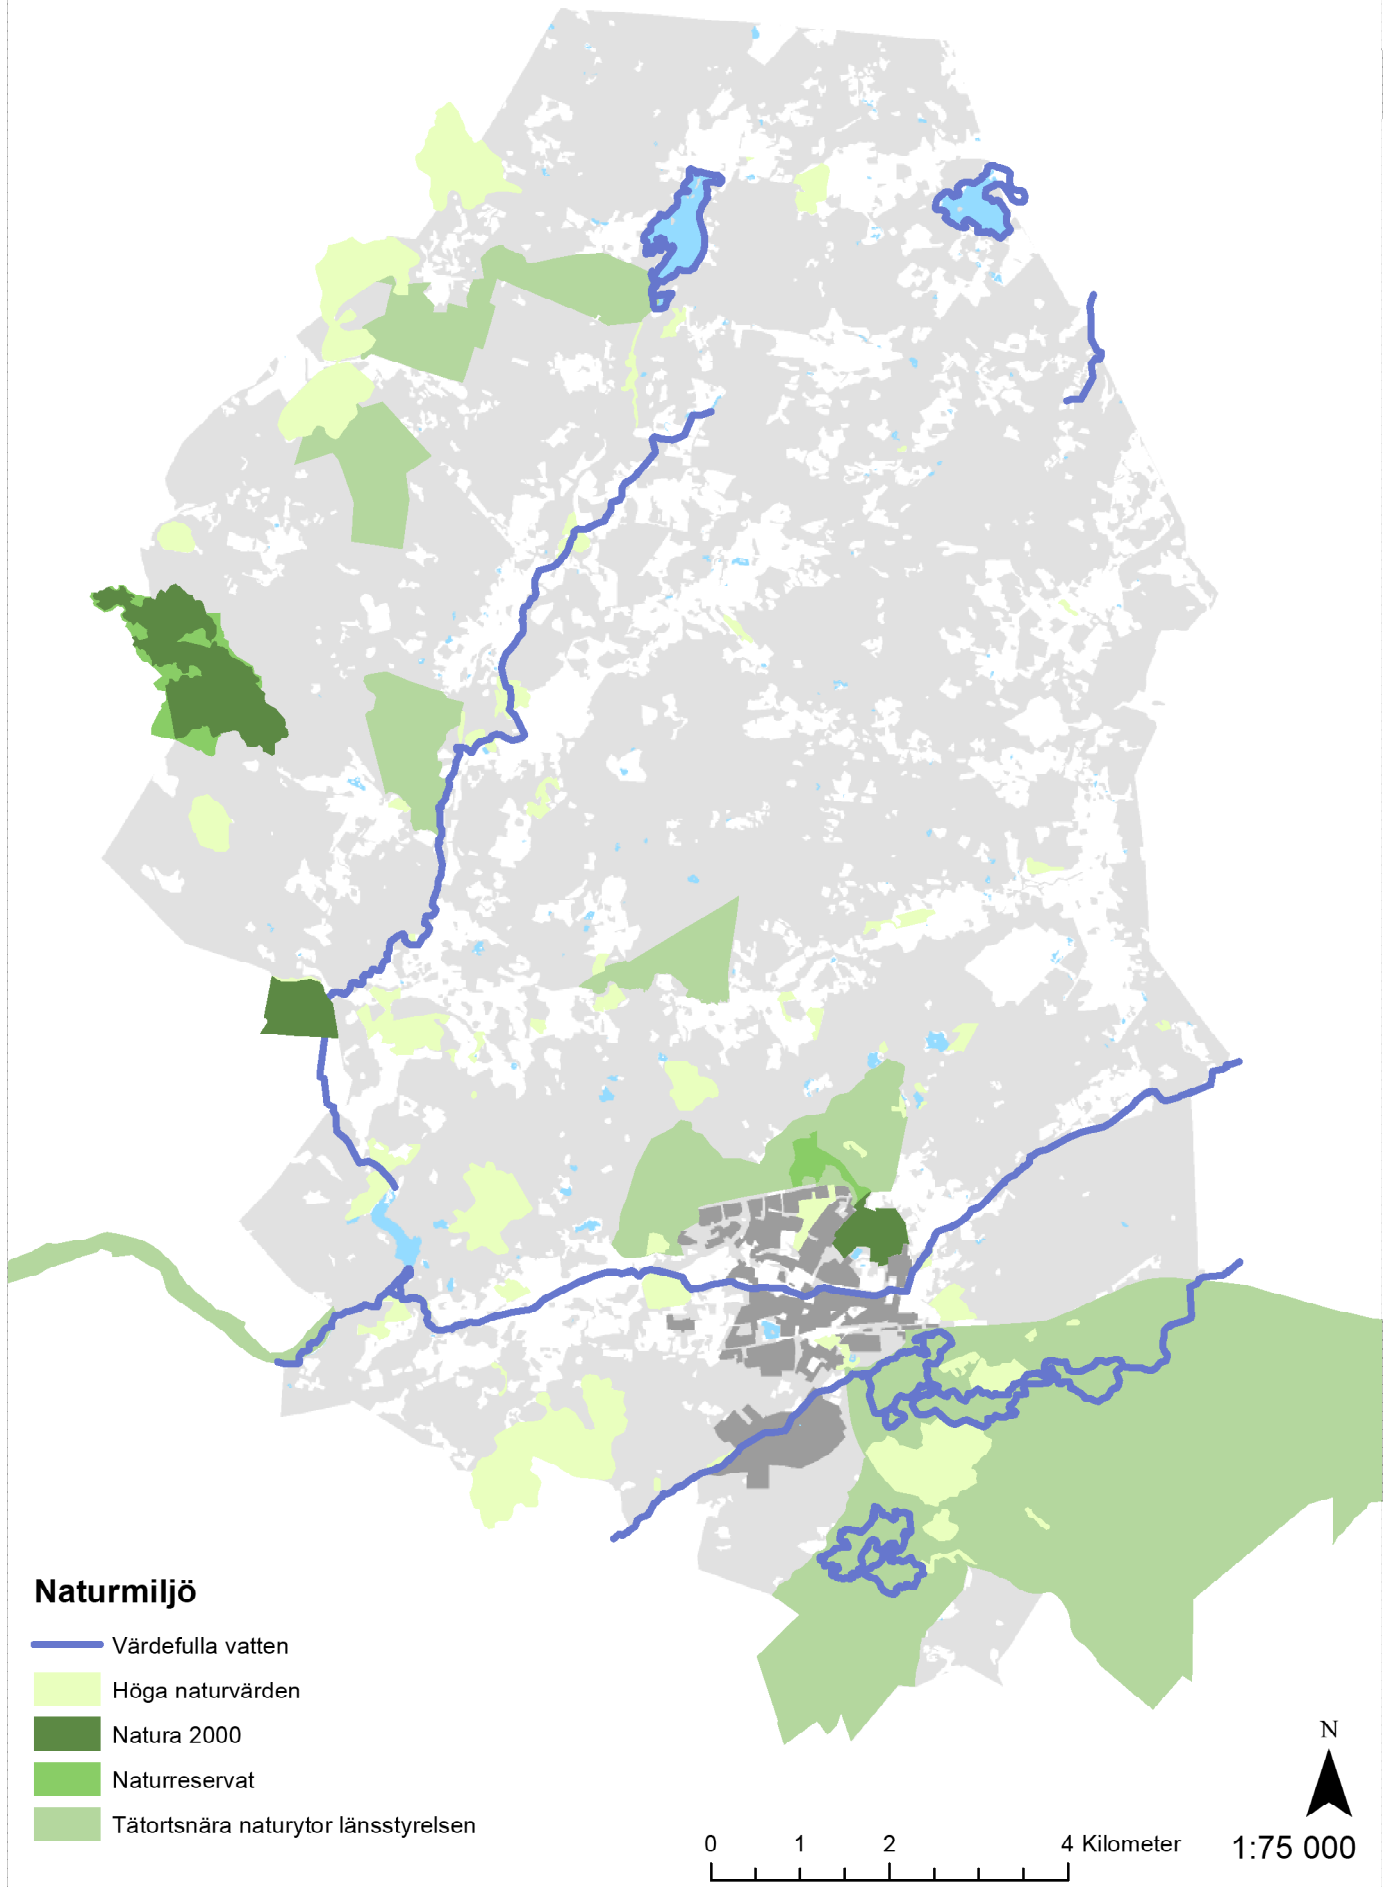 Naturmiljö
Värdefulla vatten
Höga naturvärden
Natura 2000
Naturreservat
Tätortsnära naturytor länsstyrelsen
N
0 1 2 4 Kilometer
1:75 000